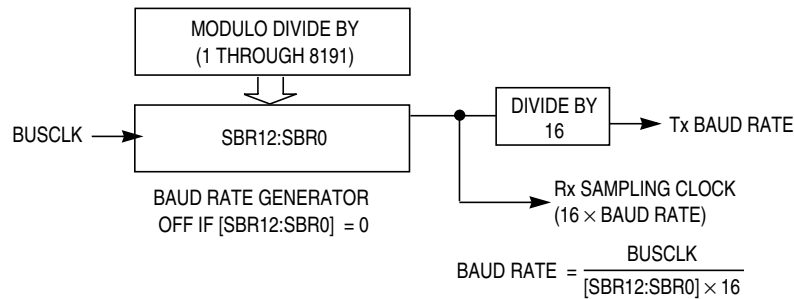 MODULO DIVIDE BY
(1 THROUGH 8191)
BUSCLK
SBR12:SBR0
DIVIDE BY
16
Tx BAUD RATE
BAUD RATE GENERATOR
OFF IF [SBR12:SBR0] = 0
Rx SAMPLING CLOCK
(16 × BAUD RATE)
BAUD RATE =
BUSCLK
[SBR12:SBR0] × 16